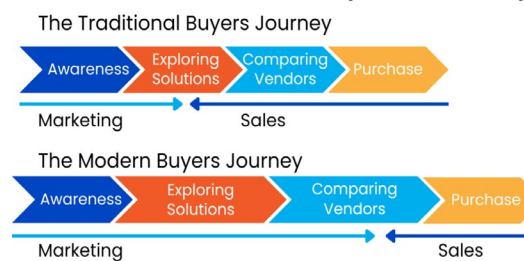 The Traditional Buyers Journey
Awareness
Exploring
Solutions
Comparing
Vendors
Purchase
Marketing
Sales
The Modern Buyers Journey
Awareness
Exploring
Solutions
Comparing
Vendors
Purchase
Marketing
Sales